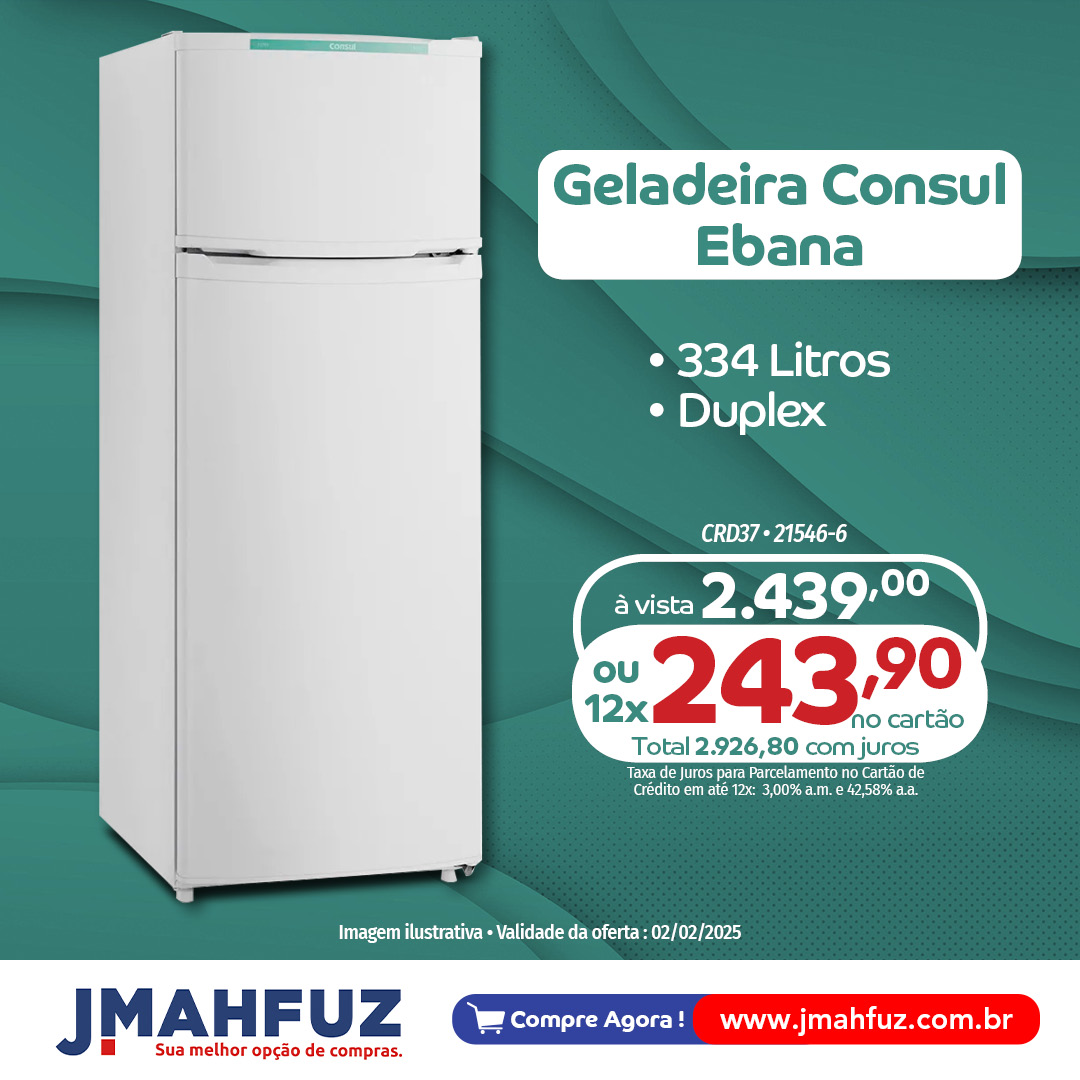 Consul
Geladeira Consul
Ebana
• 334 Litros
• Duplex
CRD37 • 21546-6
à vista 2.439,00
ou
12x 243,90
no cartão
Total 2.926,80 com juros
Taxa de Juros para Parcelamento no Cartão de
Crédito em até 12x: 3,00% a.m. e 42,58% a.a.
Imagem ilustrativa • Validade da oferta : 02/02/2025
JMAHFUZ
Sua melhor opção de compras.
Compre Agora !
www.jmahfuz.com.br